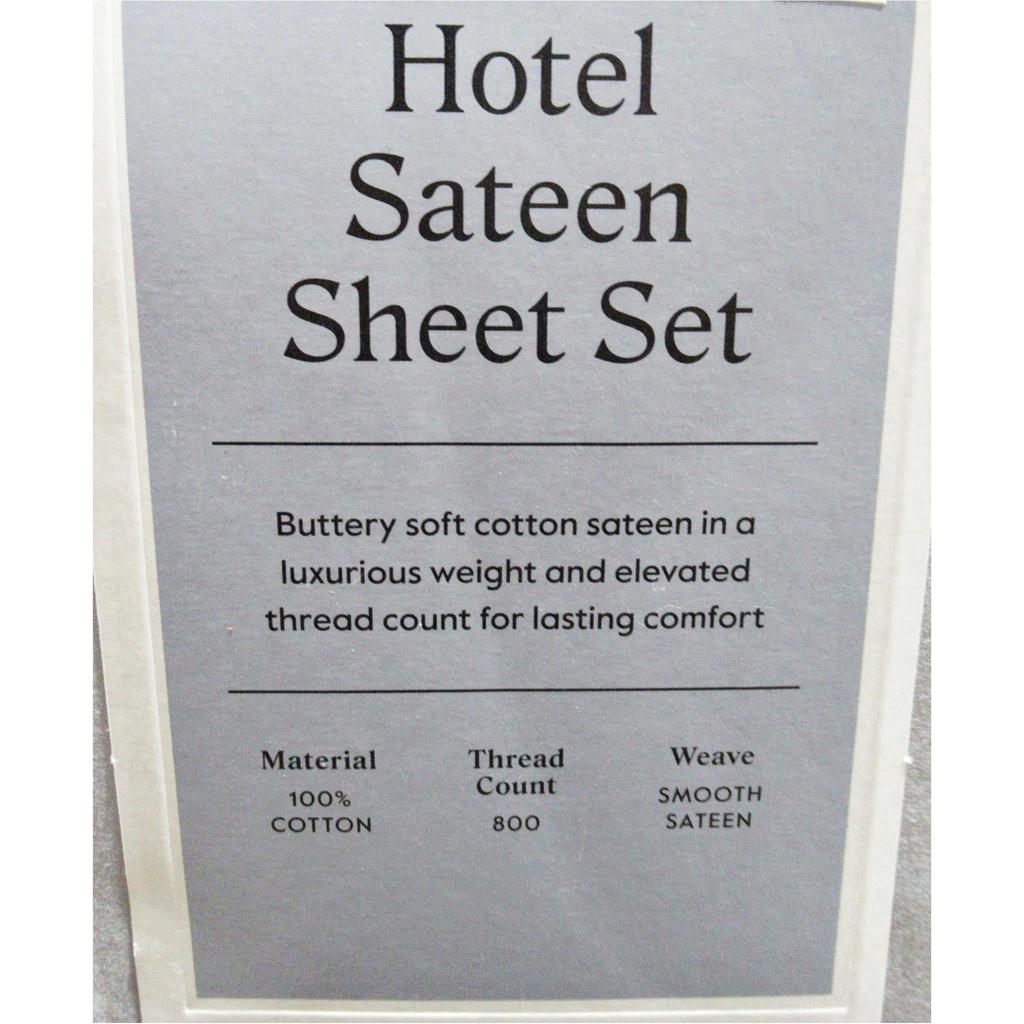 Hotel
Sateen
Sheet Set
Buttery soft cotton sateen in a
luxurious weight and elevated
thread count for lasting comfort
Material
100%
COTTON
Thread
Count
800
Weave
SMOOTH
SATEEN